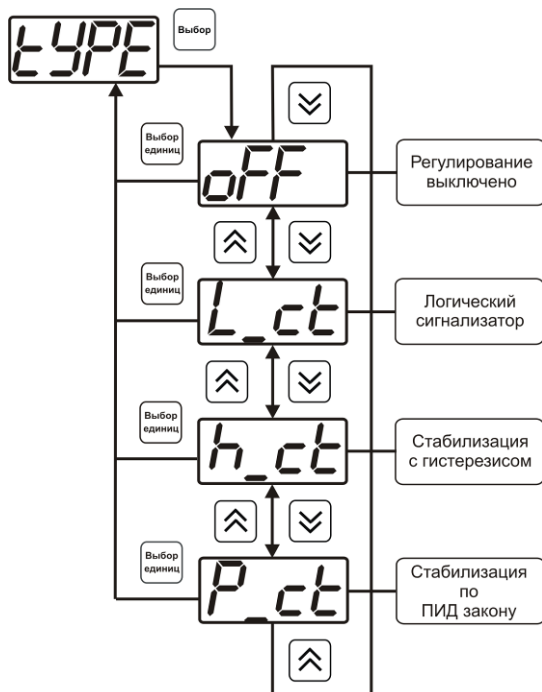 tYPE
Выбор
Выбор
единиц
oFF
Регулирование
выключено
Выбор
единиц
L_ct
Логический
сигнализатор
Выбор
единиц
h_ct
Стабилизация
с гистерезисом
Выбор
единиц
P_ct
Стабилизация
по
ПИД закону